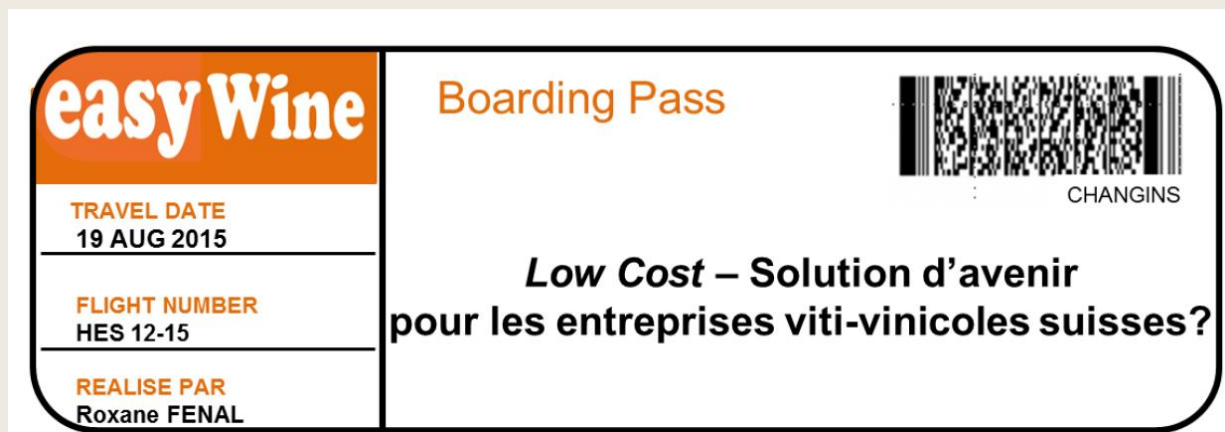 easyWine
TRAVEL DATE
19 AUG 2015
FLIGHT NUMBER
HES 12-15
REALISE PAR
Roxane FENAL
Boarding Pass
CHANGINS
Low Cost – Solution d’avenir
pour les entreprises viti-vinicoles suisses?